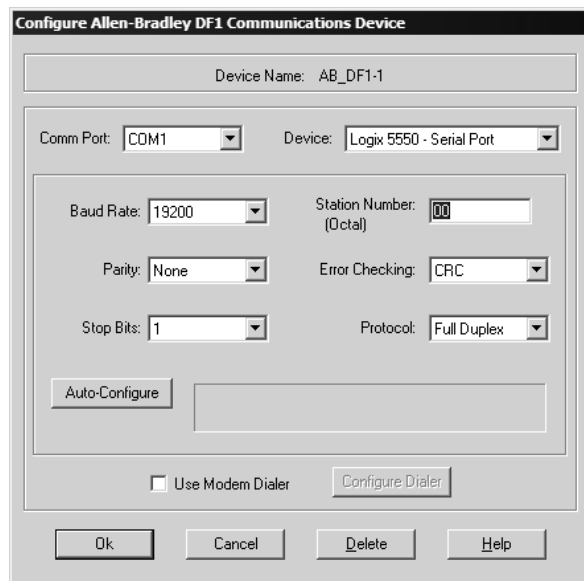 Configure Allen-Bradley DF1 Communications Device
Device Name: AB_DF1-1
Comm Port: COM1 Device: Logix 5550 - Serial Port
Baud Rate: 19200 Station Number: 00
(Octal)
Parity: None Error Checking: CRC
Stop Bits: 1 Protocol: Full Duplex
Auto-Configure
Use Modem Dialer Configure Dialer
Ok Cancel Delete Help